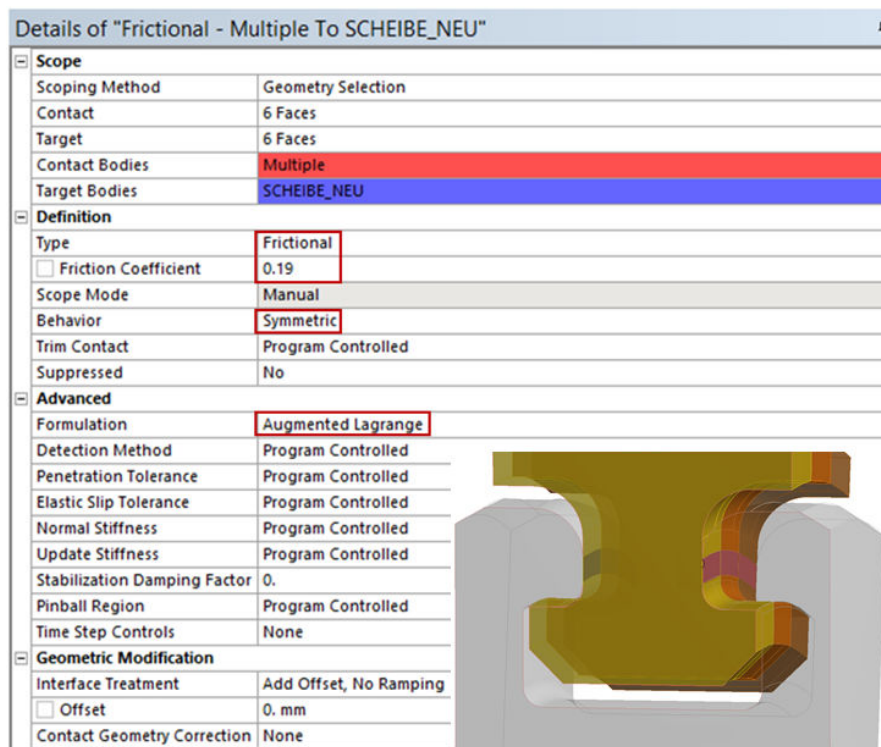 Details of "Frictional - Multiple To SCHEIBE_NEU"
Scope
Scoping Method Geometry Selection
Contact 6 Faces
Target 6 Faces
Contact Bodies Multiple
Target Bodies SCHEIBE_NEU
Definition
Type Frictional
Friction Coefficient 0.19
Scope Mode Manual
Behavior Symmetric
Trim Contact Program Controlled
Suppressed No
Advanced
Formulation Augmented Lagrange
Detection Method Program Controlled
Penetration Tolerance Program Controlled
Elastic Slip Tolerance Program Controlled
Normal Stiffness Program Controlled
Update Stiffness Program Controlled
Stabilization Damping Factor 0.
Pinball Region Program Controlled
Time Step Controls None
Geometric Modification
Interface Treatment Add Offset, No Ramping
Offset 0. mm
Contact Geometry Correction None